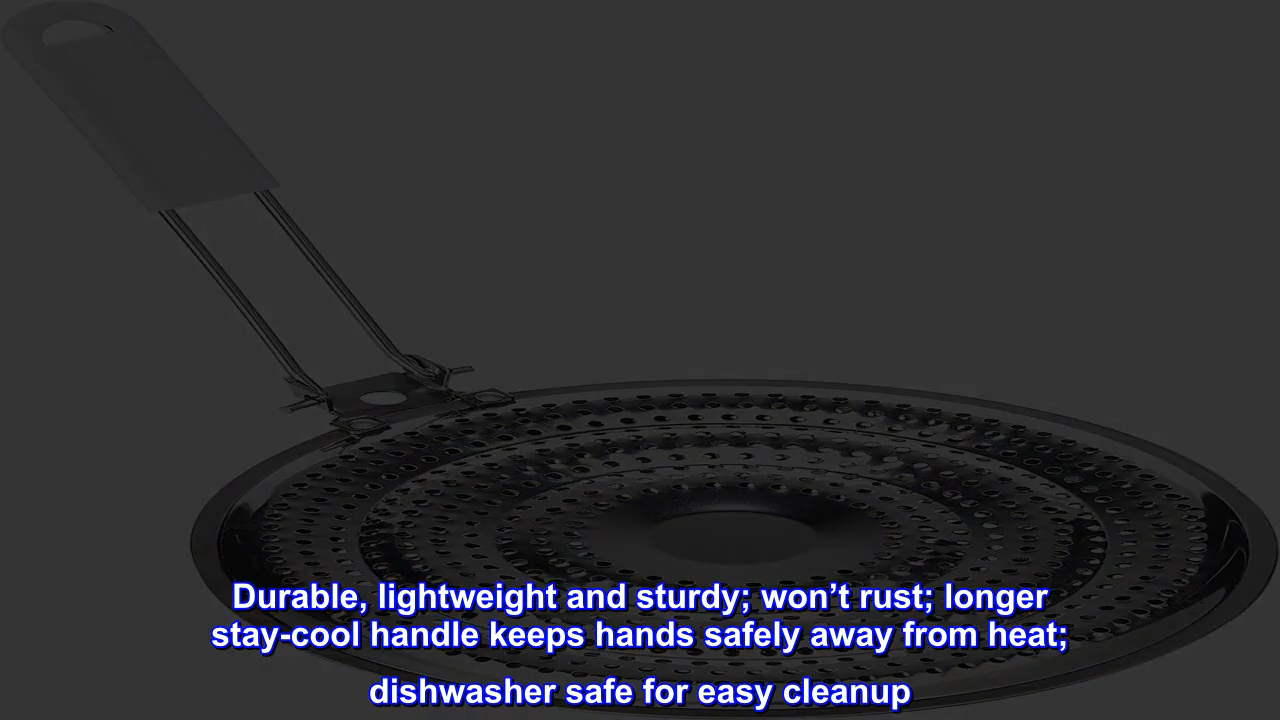 Durable, lightweight and sturdy; won’t rust; longer
stay-cool handle keeps hands safely away from heat;
dishwasher safe for easy cleanup